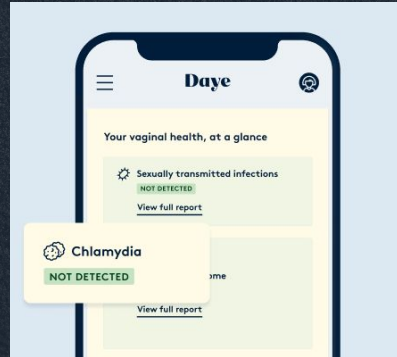 Daye
Your vaginal health, at a glance
Sexually transmitted infections
NOT DETECTED
View full report
Chlamydia
NOT DETECTED
ome
View full report